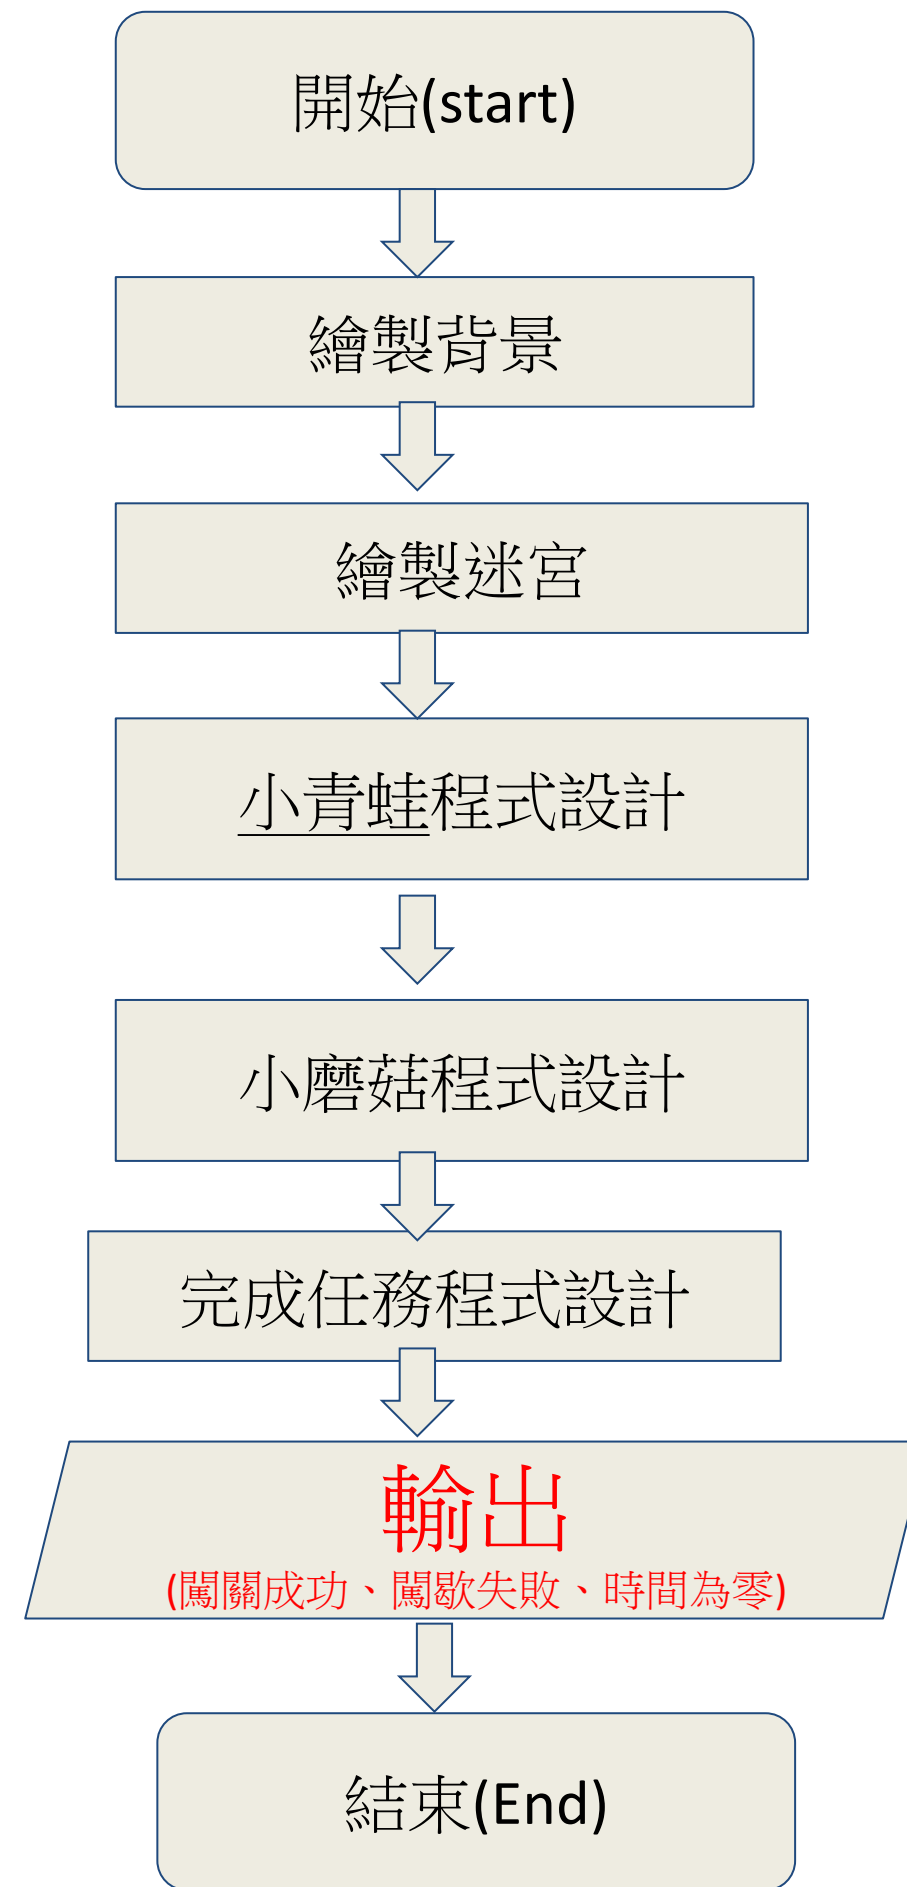 開始(start)
繪製背景
繪製迷宮
小青蛙程式設計
小磨菇程式設計
完成任務程式設計
輸出
(闖關成功、闖歇失敗、時間為零)
結束(End)